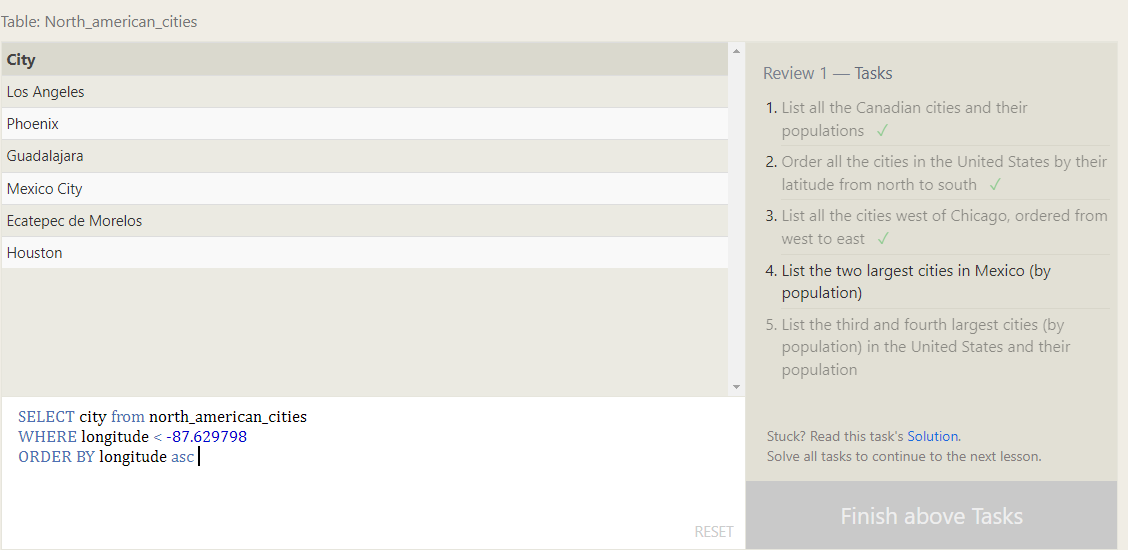 Table: North_american_cities
City
Los Angeles
Phoenix
Guadalajara
Mexico City
Ecatepec de Morelos
Houston
SELECT city from north_american_cities
WHERE longitude < -87.629798
ORDER BY longitude asc
RESET
Review 1 — Tasks
1. List all the Canadian cities and their
populations ✓
2. Order all the cities in the United States by their
latitude from north to south ✓
3. List all the cities west of Chicago, ordered from
west to east ✓
4. List the two largest cities in Mexico (by
population)
5. List the third and fourth largest cities (by
population) in the United States and their
population
Stuck? Read this task's Solution.
Solve all tasks to continue to the next lesson.
Finish above Tasks